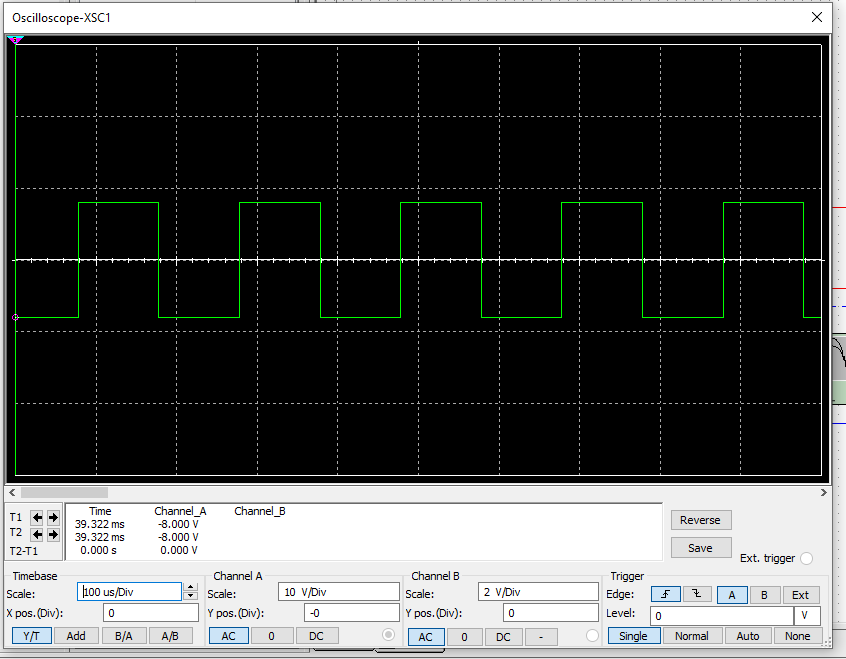 Oscilloscope-XSC1
Time Channel_A Channel_B
T1 39.322 ms -8.000 V
T2 39.322 ms -8.000 V
T2-T1 0.000 s 0.000 V
Reverse
Save
Ext. trigger
Timebase
Scale: 100 us/Div
X pos.(Div): 0
Y/T Add B/A A/B
Channel A
Scale: 10 V/Div
Y pos.(Div): -0
AC 0 DC
Channel B
Scale: 2 V/Div
Y pos.(Div): 0
AC 0 DC -
Trigger
Edge: A B Ext
Level: 0 V
Single Normal Auto None